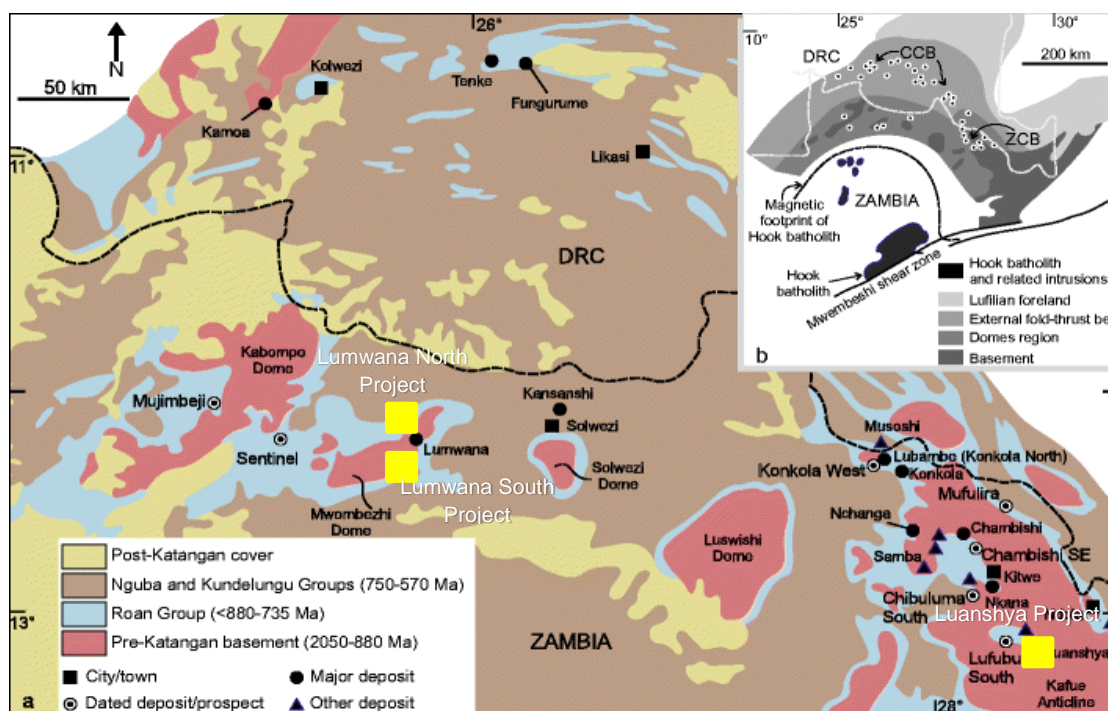 26°
N
50 km
Kolwezi
Tenke
Fungurume
Kamoa
Likasi
11°
DRC
Kabompo
Dome
Lumwana North
Project
Mujimbeji
Sentinel
Lumwana
Kansanshi
Solwezi
Lumwana South
Project
Mwombezhi
Dome
Solwezi
Dome
Musoshi
Lubambe (Konkola North)
Konkola West
Konkola
Mufulira
Nchanga
Chambishi
Luswishi
Dome
Samba
Chambishi SE
Kitwe
Chibuluma
South
Nkana
Luanshya Project
Luanshya
Lufubu
South
Kafue
Anticline
13°
ZAMBIA
28°
Post-Katangan cover
Nguba and Kundelungu Groups (750-570 Ma)
Roan Group (<880-735 Ma)
Pre-Katangan basement (2050-880 Ma)
City/town
Major deposit
Dated deposit/prospect
Other deposit
a
25°
30°
10°
DRC
CCB
200 km
ZCB
ZAMBIA
Magnetic
footprint of
Hook batholith
Hook
batholith
Mwembeshi shear zone
Hook batholith
and related intrusions
Lufilian foreland
External fold-thrust be
Domes region
Basement
b